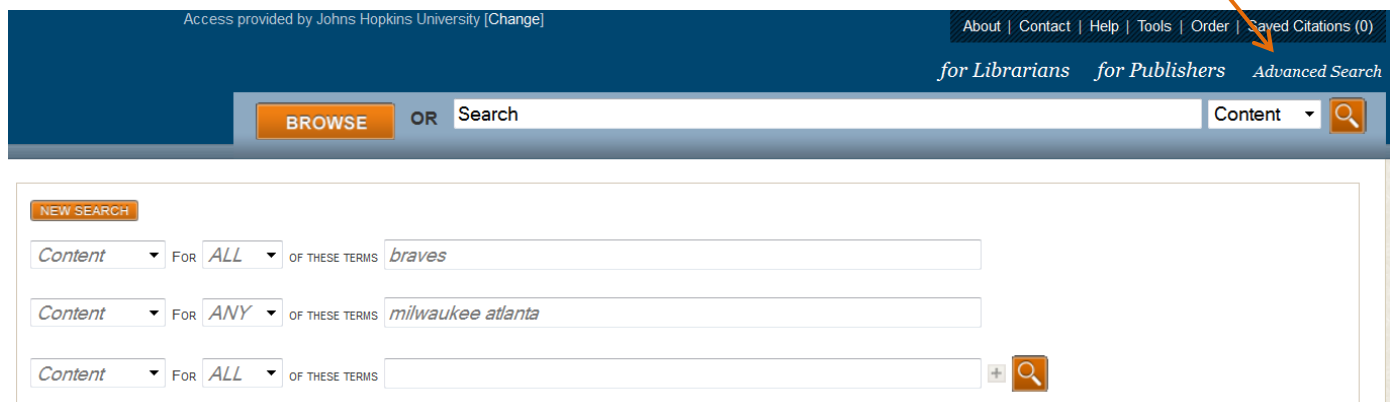 Access provided by Johns Hopkins University [Change]
About | Contact | Help | Tools | Order | Saved Citations (0)
for Librarians for Publishers Advanced Search
BROWSE OR Search Content
NEW SEARCH
Content FOR ALL OF THESE TERMS braves
Content FOR ANY OF THESE TERMS milwaukee atlanta
Content FOR ALL OF THESE TERMS +